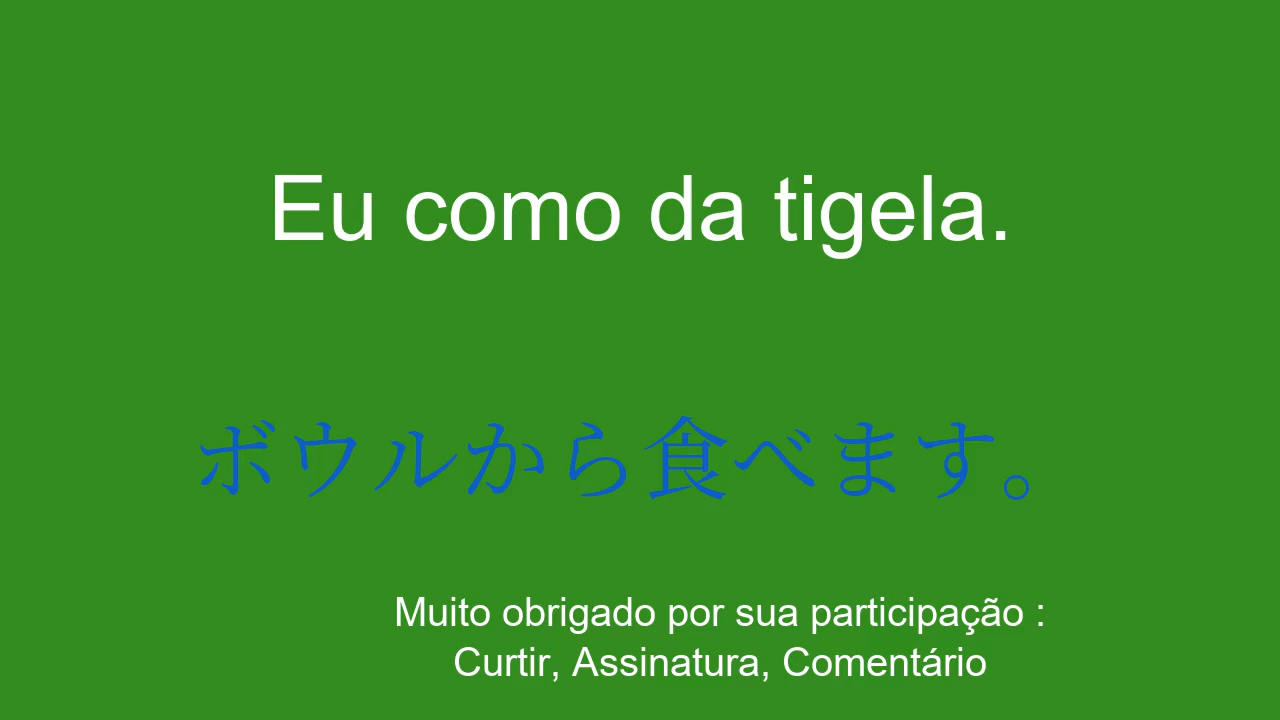 Eu como da tigela.
ボウルから食べます。
Muito obrigado por sua participação :
Curtir, Assinatura, Comentário